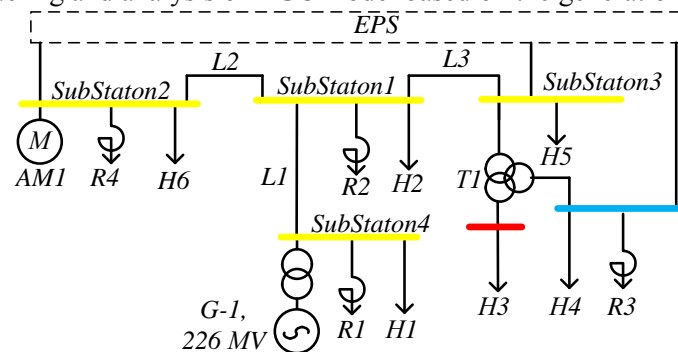 EPS
L2
L3
SubStaton2
SubStaton1
SubStaton3
M
AM1
R4
H6
L1
R2
H2
T1
H5
SubStaton4
G-1,
226 MV
R1
H1
H3
H4
R3